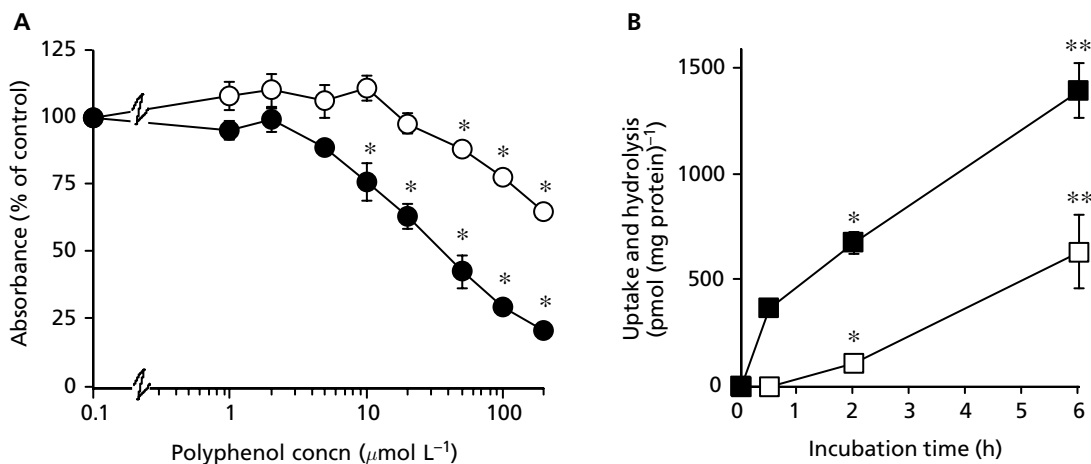 A
125
100
75
50
25
0
Absorbance (% of control)
* * * * *
* * *
0.1 1 10 100
Polyphenol concn (μmol L⁻¹)
B
1500
1000
500
0
Uptake and hydrolysis
(pmol (mg protein)⁻¹)
* **
* **
0 1 2 3 4 5 6
Incubation time (h)